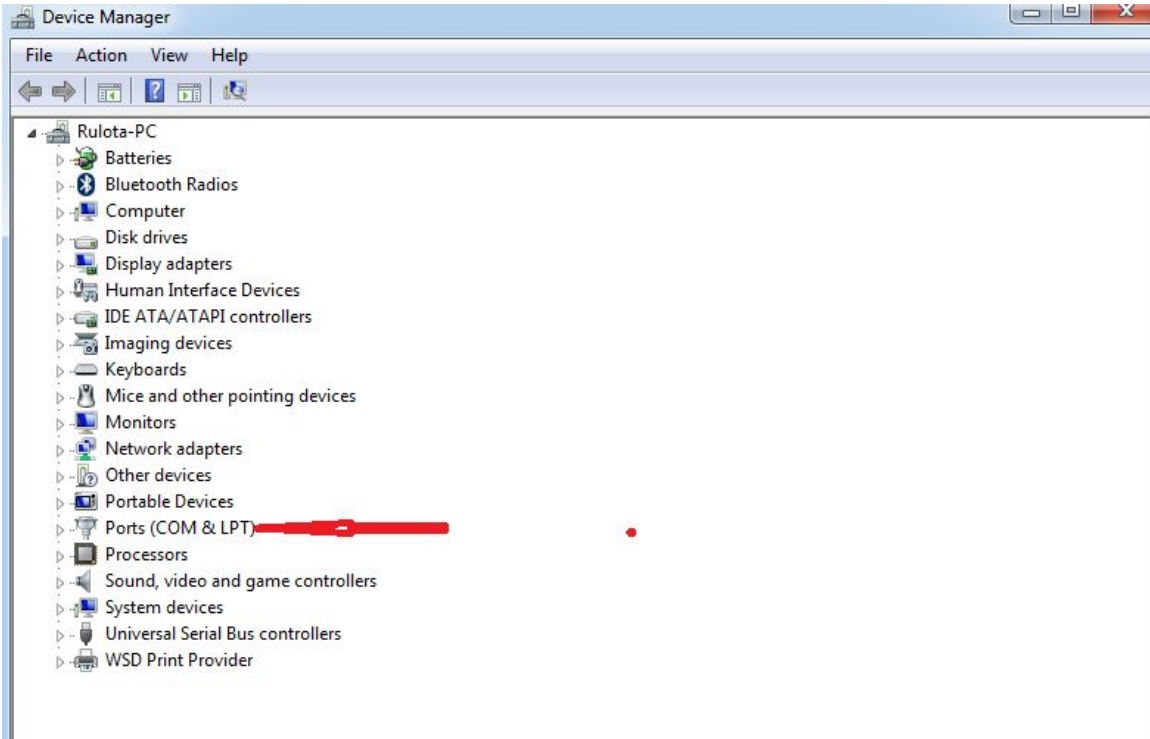 Device Manager
File Action View Help
Rulota-PC
Batteries
Bluetooth Radios
Computer
Disk drives
Display adapters
Human Interface Devices
IDE ATA/ATAPI controllers
Imaging devices
Keyboards
Mice and other pointing devices
Monitors
Network adapters
Other devices
Portable Devices
Ports (COM & LPT)
Processors
Sound, video and game controllers
System devices
Universal Serial Bus controllers
WSD Print Provider